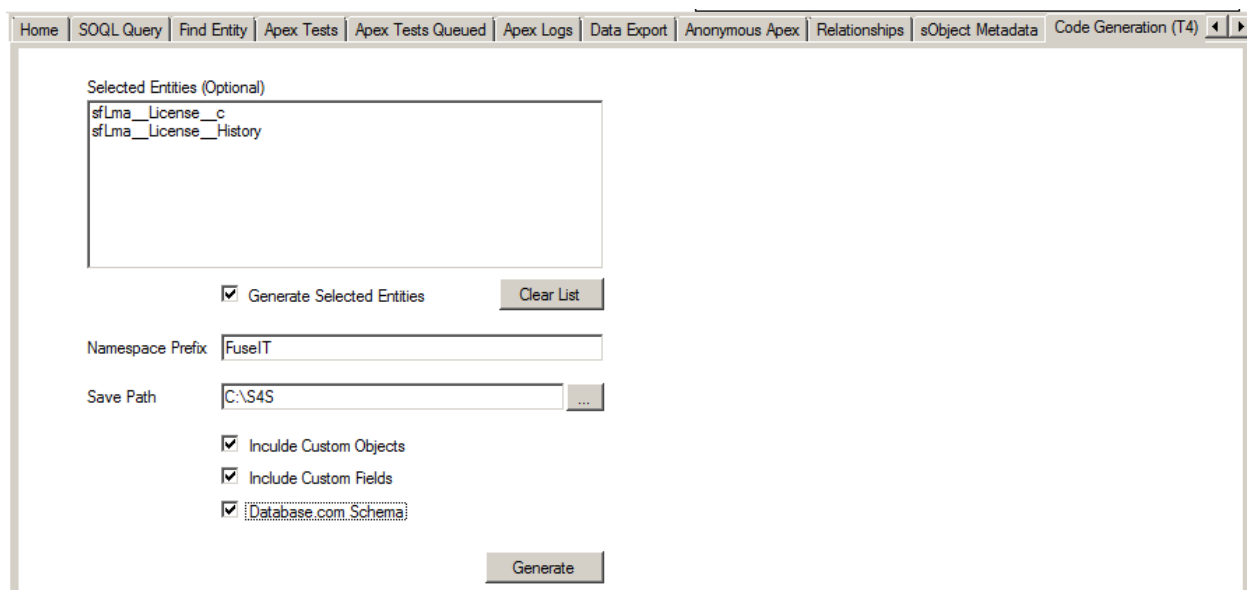 Home SOQL Query Find Entity Apex Tests Apex Tests Queued Apex Logs Data Export Anonymous Apex Relationships sObject Metadata Code Generation (T4)
Selected Entities (Optional)
sfLma__License__c
sfLma__License__History
Generate Selected Entities Clear List
Namespace Prefix FuseIT
Save Path C:\S4S ...
Inculde Custom Objects
Include Custom Fields
Database.com Schema
Generate